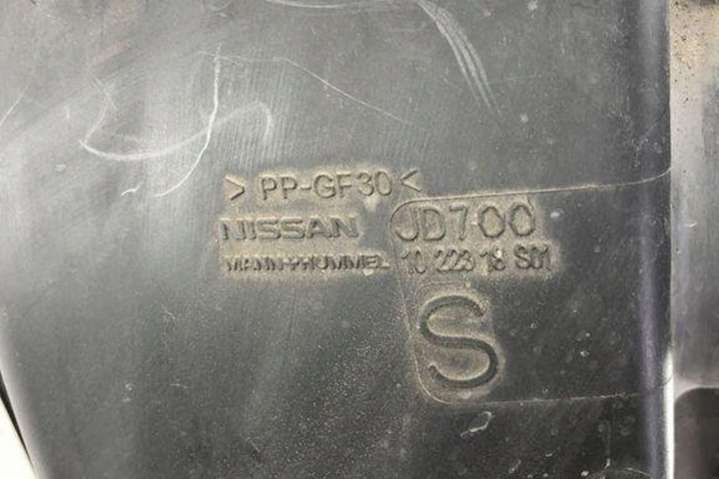 > PP-GF30 <
NISSAN JD700
MANN+HUMMEL 10 223 18 S01
S